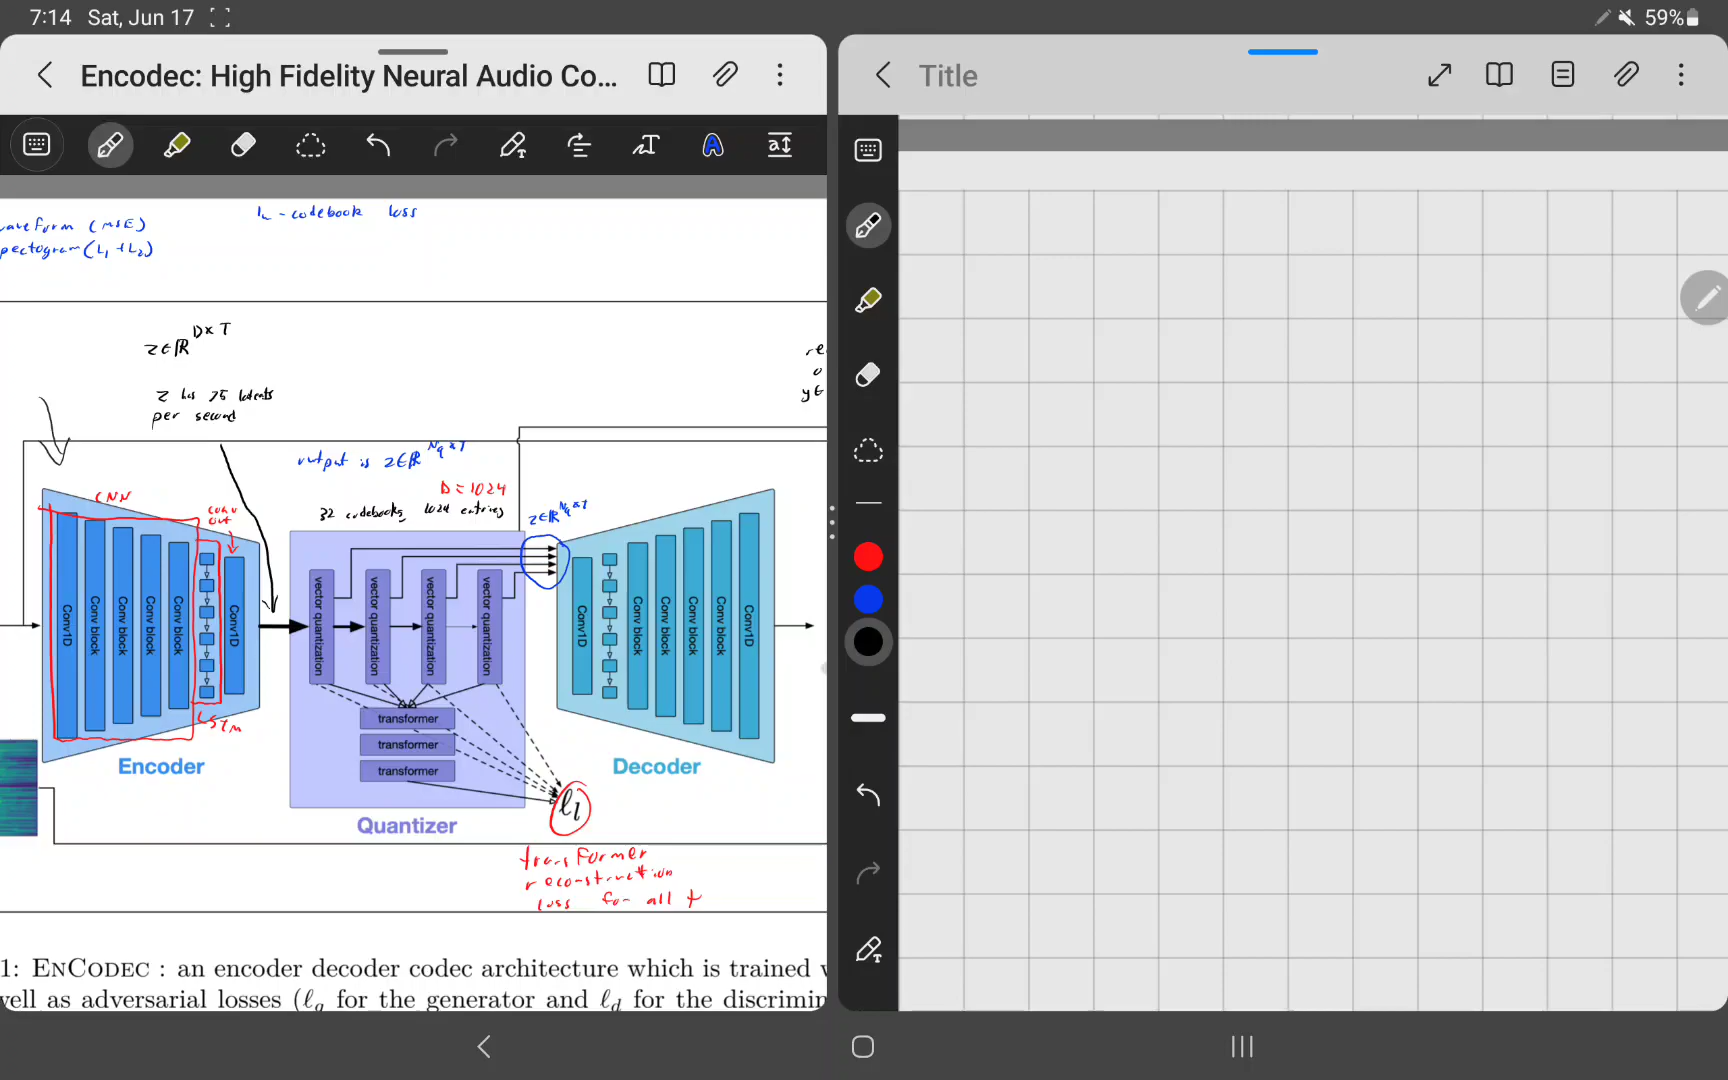 7:14 Sat, Jun 17
59%
Encodec: High Fidelity Neural Audio Co...
Title
(MSE)
- codebook loss
(L₁ + L₂)
z∈ℝ^D×T
z has 75 latents
per second
output is z∈ℝ^Nq×T
D = 1024
32 codebooks 1024 entries
z∈ℝ^Nq×T
y∈
CNN
conv
out
LSTM
Conv1D
Conv block
Conv block
Conv block
Conv block
Conv1D
Encoder
vector quantization
vector quantization
vector quantization
vector quantization
transformer
transformer
transformer
Quantizer
ℓl
Conv1D
Conv block
Conv block
Conv block
Conv block
Conv1D
Decoder
transformer
reconstruction
loss for all t
1: ENCODEC : an encoder decoder codec architecture which is trained
well as adversarial losses (ℓg for the generator and ℓd for the discrimin